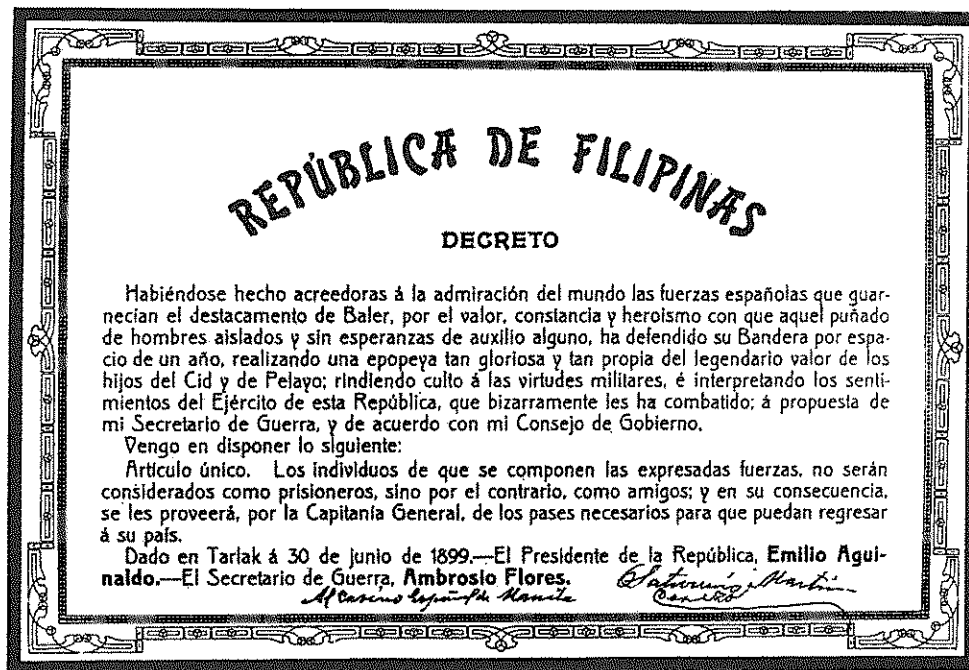 REPÚBLICA DE FILIPINAS
DECRETO
Habiéndose hecho acreedoras á la admiración del mundo las fuerzas españolas que guar-
necían el destacamento de Baler, por el valor, constancia y heroismo con que aquel puñado
de hombres aislados y sin esperanzas de auxilio alguno, ha defendido su Bandera por espa-
cio de un año, realizando una epopeya tan gloriosa y tan propia del legendario valor de los
hijos del Cid y de Pelayo; rindiendo culto á las virtudes militares, é interpretando los senti-
mientos del Ejército de esta República, que bizarramente les ha combatido; á propuesta de
mi Secretario de Guerra, y de acuerdo con mi Consejo de Gobierno,
Vengo en disponer lo siguiente:
Artículo único. Los individuos de que se componen las expresadas fuerzas, no serán
considerados como prisioneros, sino por el contrario, como amigos; y en su consecuencia,
se les proveerá, por la Capitanía General, de los pases necesarios para que puedan regresar
á su país.
Dado en Tarlak á 30 de junio de 1899.—El Presidente de la República, Emilio Agui-
naldo.—El Secretario de Guerra, Ambrosio Flores.
Saturnino Martín
Al Casino Español de Manila
Cerezo